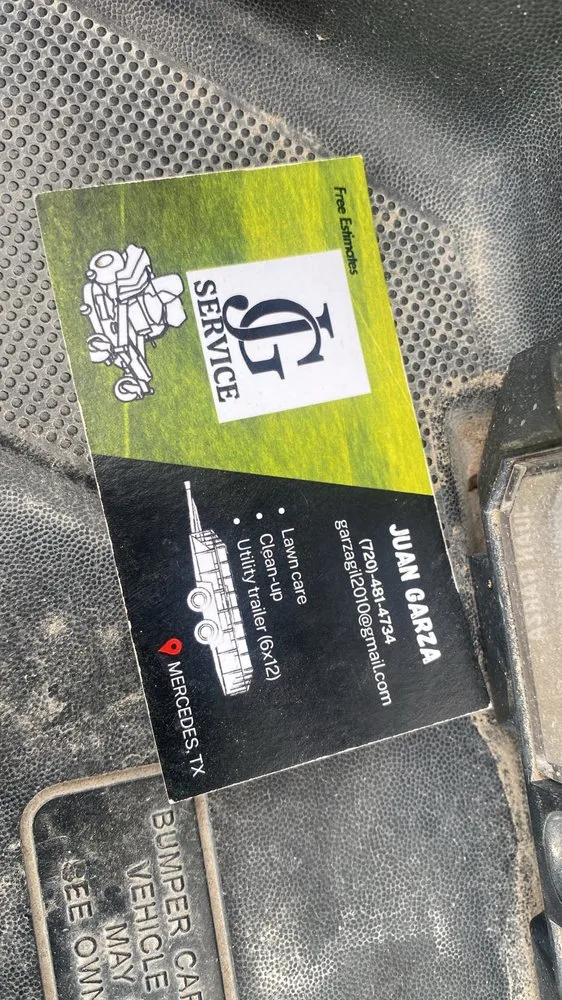 Free Estimates
JG
SERVICE
JUAN GARZA
(720)-481-4734
garzagil2010@gmail.com
• Lawn care
• Clean-up
• Utility trailer (6x12)
MERCEDES, TX
BUMPER CAR
VEHICLE
MAY
SEE OWN